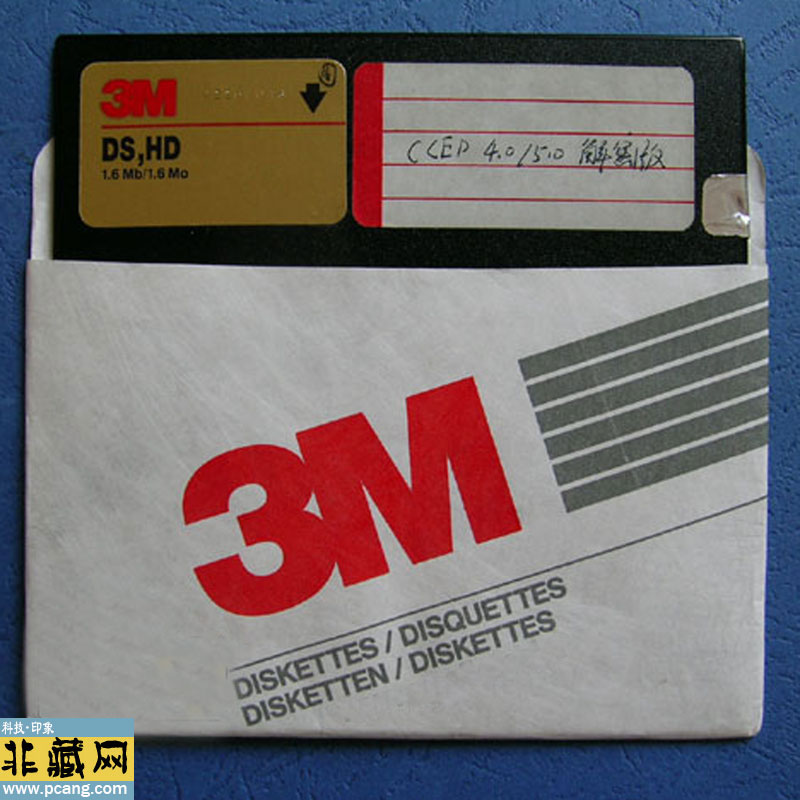 3M
DS,HD
1.6 Mb/1.6 Mo
CCED 4.0/5.0 解密版
3M
DISKETTES / DISQUETTES
DISKETTEN / DISKETTES
科技·印象
非藏网
www.pcang.com